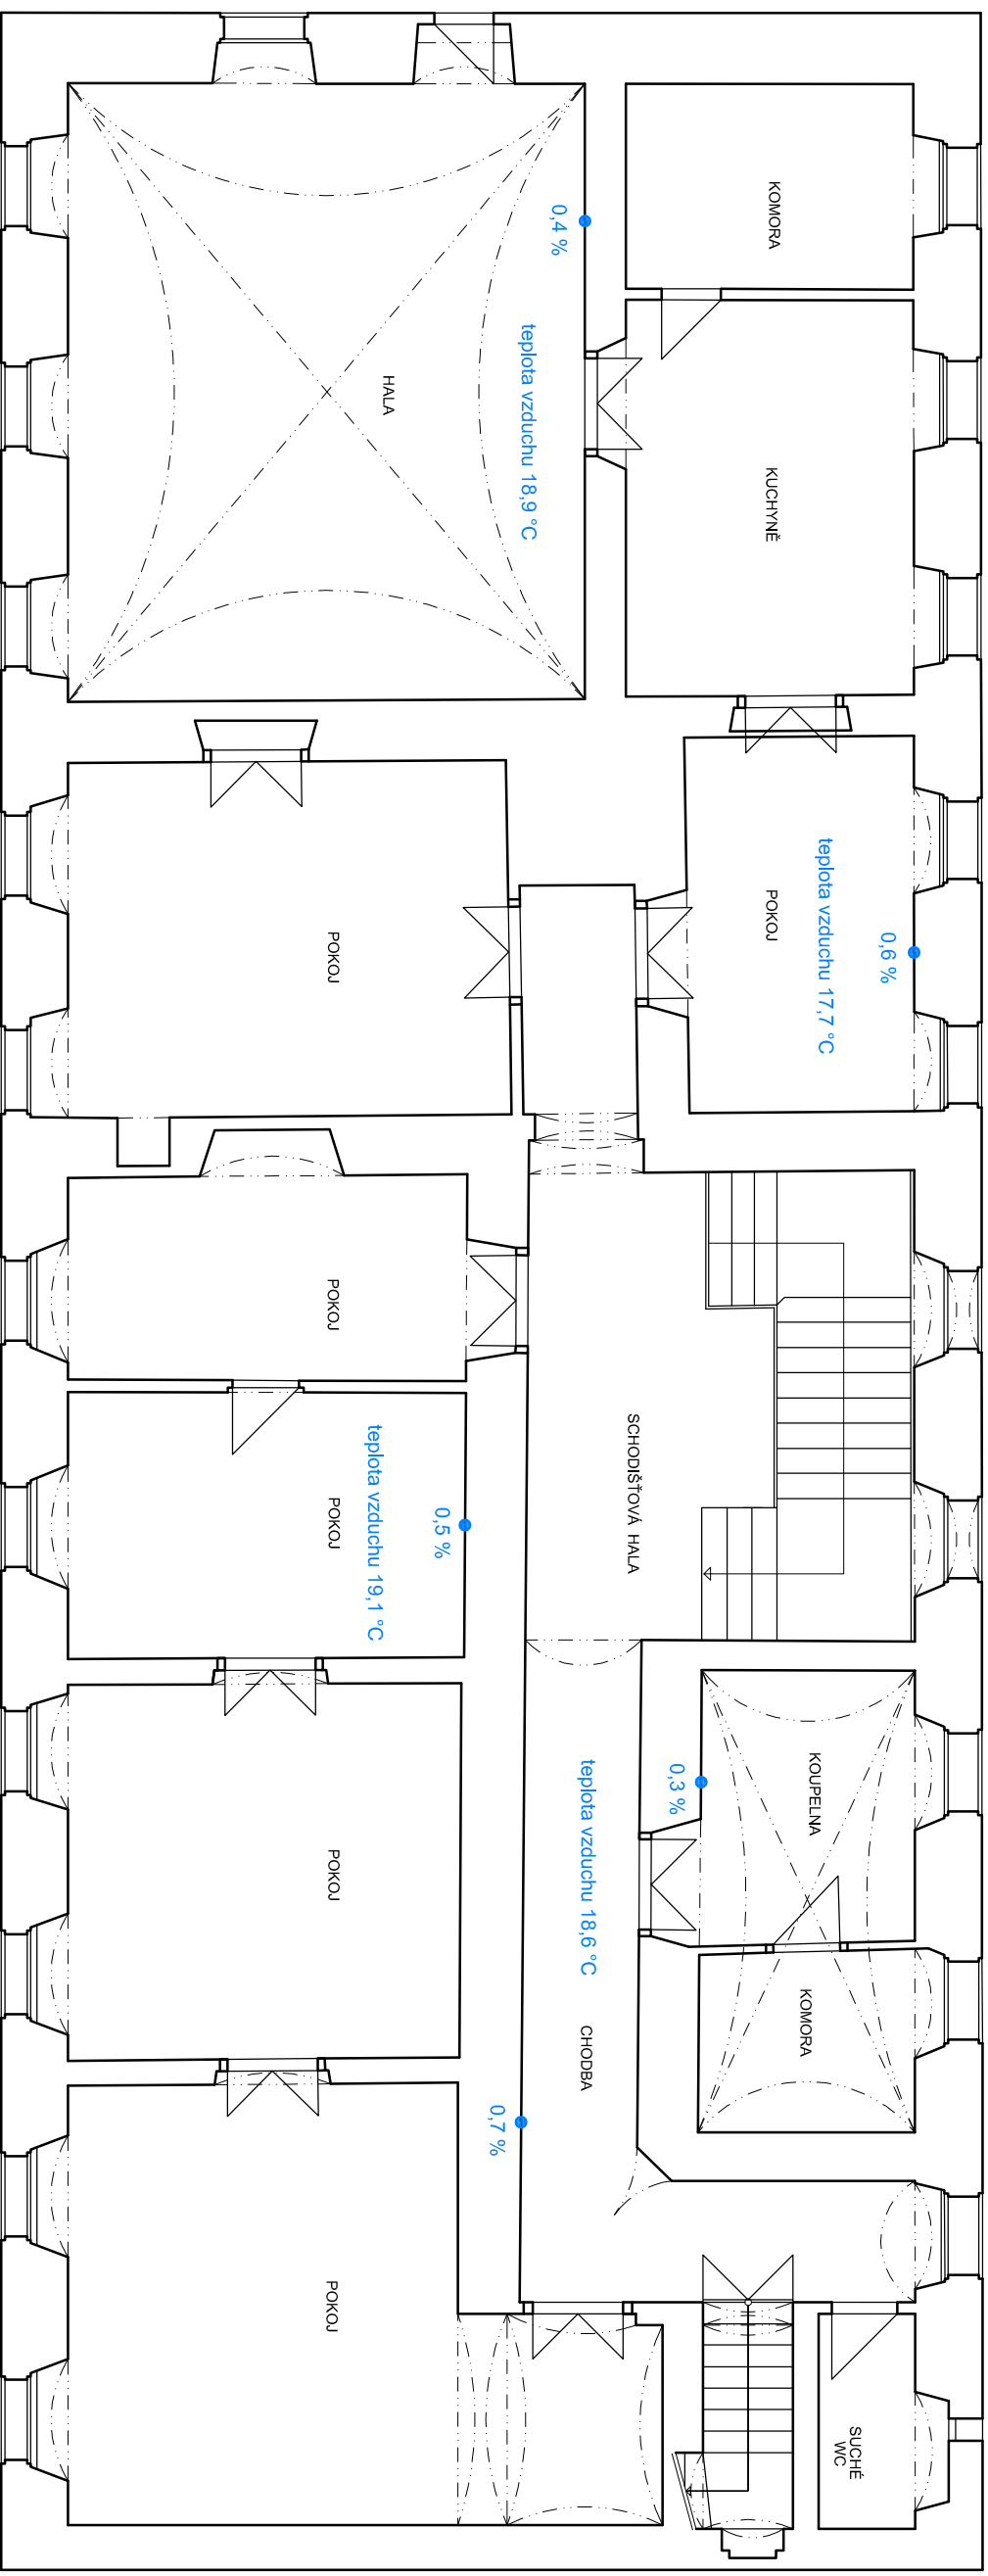 KOMORA
0,4 %
teplota vzduchu 18,9 °C
HALA
KUCHYNĚ
teplota vzduchu 17,7 °C
POKOJ
0,6 %
POKOJ
POKOJ
SCHODIŠŤOVÁ HALA
teplota vzduchu 19,1 °C
0,5 %
POKOJ
KOUPELNA
0,3 %
teplota vzduchu 18,6 °C
POKOJ
KOMORA
CHODBA
0,7 %
POKOJ
SUCHÉ
WC